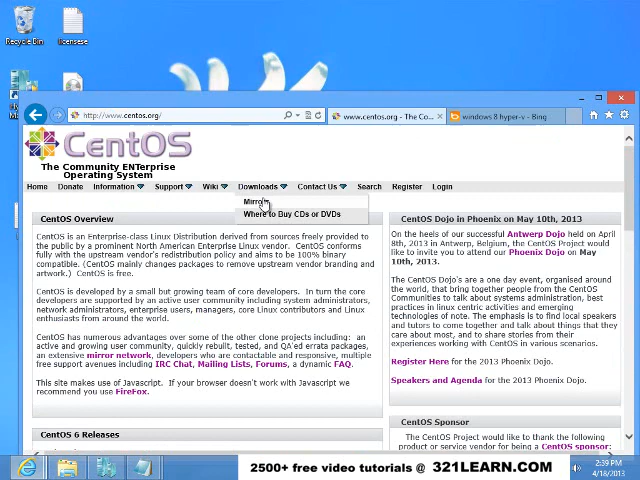 Recycle Bin
licensese
http://www.centos.org/
www.centos.org - The Co...
windows 8 hyper-v - Bing
CentOS
The Community ENTerprise
Operating System
Home Donate Information Support Wiki Downloads Contact Us Search Register Login
Mirrors
Where to Buy CDs or DVDs
CentOS Overview
CentOS is an Enterprise-class Linux Distribution derived from sources freely provided
to the public by a prominent North American Enterprise Linux vendor. CentOS conforms
fully with the upstream vendor's redistribution policy and aims to be 100% binary
compatible. (CentOS mainly changes packages to remove upstream vendor branding and
artwork.) CentOS is free.
CentOS is developed by a small but growing team of core developers. In turn the core
developers are supported by an active user community including system administrators,
network administrators, enterprise users, managers, core Linux contributors and Linux
enthusiasts from around the world.
CentOS has numerous advantages over some of the other clone projects including: an
active and growing user community, quickly rebuilt, tested, and QA'ed errata packages,
an extensive mirror network, developers who are contactable and responsive, multiple
free support avenues including IRC Chat, Mailing Lists, Forums, a dynamic FAQ.
This site makes use of Javascript. If your browser doesn't work with Javascript we
recommend you use FireFox.
CentOS 6 Releases
CentOS Dojo in Phoenix on May 10th, 2013
On the heels of our successful Antwerp Dojo held on April
8th, 2013 in Antwerp, Belgium, the CentOS Project would
like to invite you to attend our Phoenix Dojo on May
10th, 2013.
The CentOS Dojo's are a one day event, organised around
the world, that bring together people from the CentOS
Communities to talk about systems administration, best
practices in linux centric activities and emerging
technologies of note. The emphasis is to find local speakers
and tutors to come together and talk about things that they
care about most, and to share stories from their
experiences working with CentOS in various scenarios.
Register Here for the 2013 Phoenix Dojo.
Speakers and Agenda for the 2013 Phoenix Dojo.
CentOS Sponsor
The CentOS Project would like to thank the following
product or service vendor for being a CentOS sponsor:
2500+ free video tutorials @ 321LEARN.COM
2:39 PM
4/18/2013